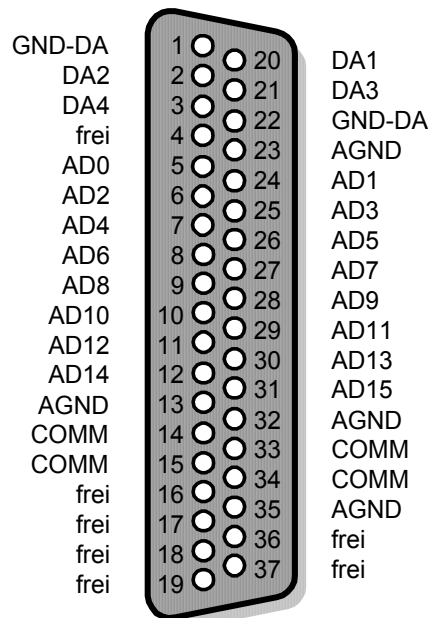 GND-DA 1
20 DA1
DA2 2
21 DA3
DA4 3
22 GND-DA
frei 4
23 AGND
AD0 5
24 AD1
AD2 6
25 AD3
AD4 7
26 AD5
AD6 8
27 AD7
AD8 9
28 AD9
AD10 10
29 AD11
AD12 11
30 AD13
AD14 12
31 AD15
AGND 13
32 AGND
COMM 14
33 COMM
COMM 15
34 COMM
frei 16
35 AGND
frei 17
36 frei
frei 18
37 frei
frei 19